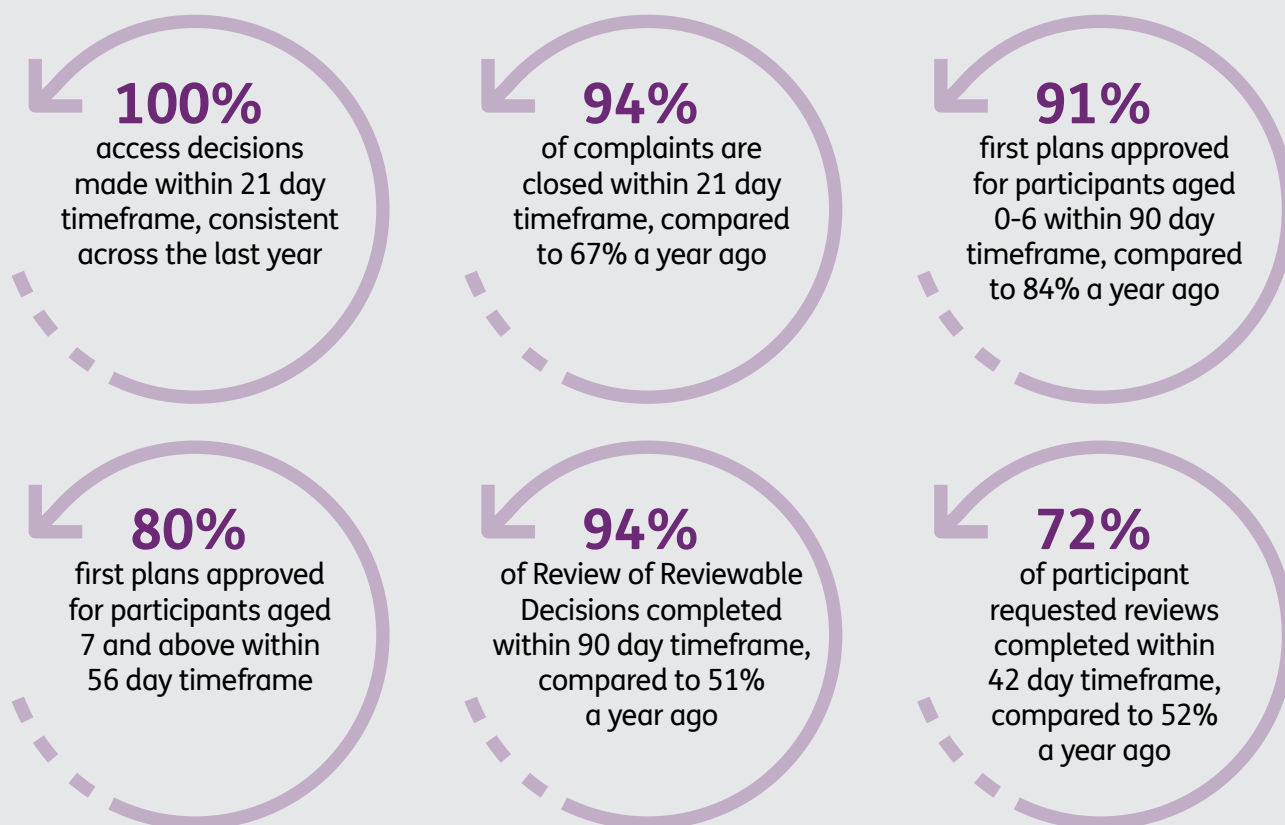 100%
access decisions
made within 21 day
timeframe, consistent
across the last year
94%
of complaints are
closed within 21 day
timeframe, compared
to 67% a year ago
91%
first plans approved
for participants aged
0-6 within 90 day
timeframe, compared
to 84% a year ago
80%
first plans approved
for participants aged
7 and above within
56 day timeframe
94%
of Review of Reviewable
Decisions completed
within 90 day timeframe,
compared to 51%
a year ago
72%
of participant
requested reviews
completed within
42 day timeframe,
compared to 52%
a year ago